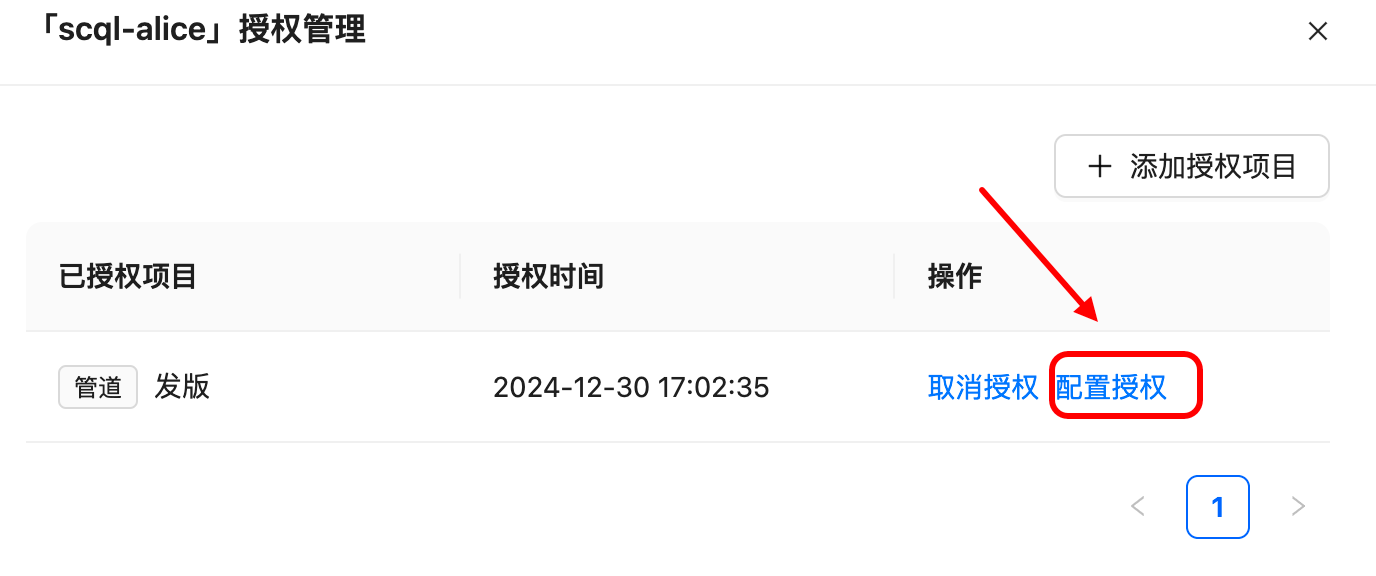 「scql-alice」授权管理
添加授权项目
已授权项目 授权时间 操作
管道 发版 2024-12-30 17:02:35 取消授权 配置授权
1